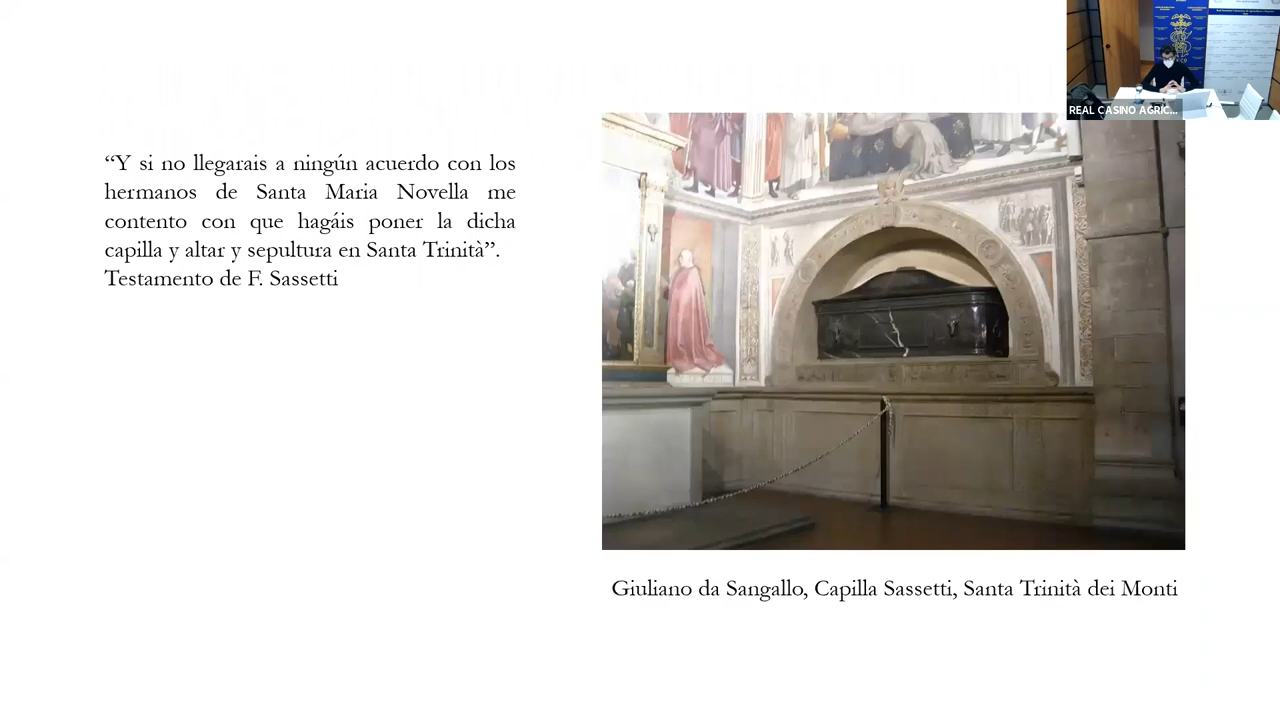 REAL CASINO AGRÍC...
“Y si no llegarais a ningún acuerdo con los
hermanos de Santa Maria Novella me
contento con que hagáis poner la dicha
capilla y altar y sepultura en Santa Trinità”.
Testamento de F. Sassetti
Giuliano da Sangallo, Capilla Sassetti, Santa Trinità dei Monti